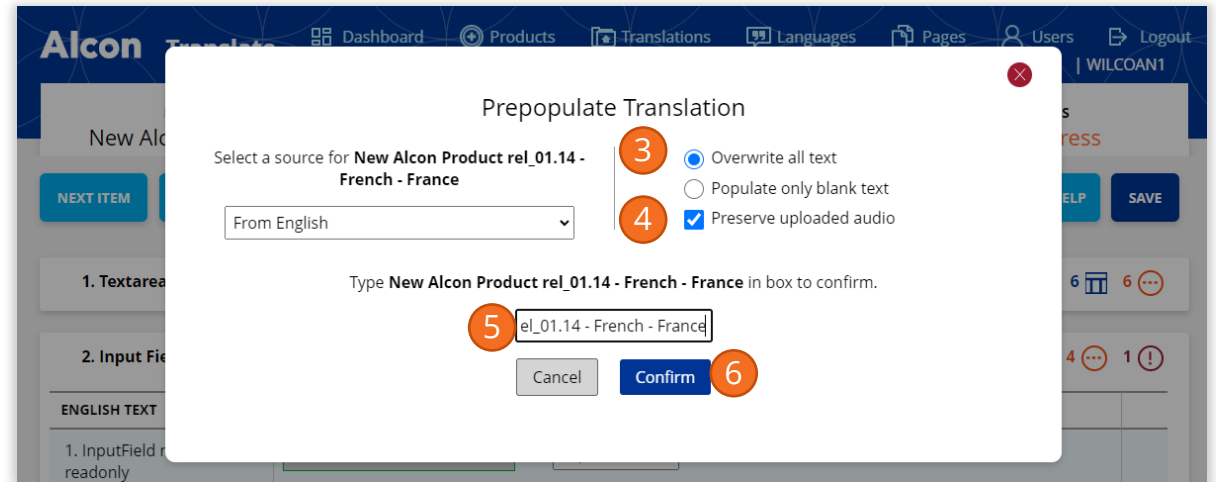 Alcon Translate Dashboard Products Translations Languages Pages Users Logout
| WILCOAN1
Prepopulate Translation
New Alc
s
ress
Select a source for New Alcon Product rel_01.14 -
French - France
From English
3 Overwrite all text
Populate only blank text
4 Preserve uploaded audio
NEXT ITEM
ELP SAVE
1. Textarea
6 6
Type New Alcon Product rel_01.14 - French - France in box to confirm.
5 el_01.14 - French - France
2. Input Fie
4 1
Cancel Confirm 6
ENGLISH TEXT
1. InputField r
readonly